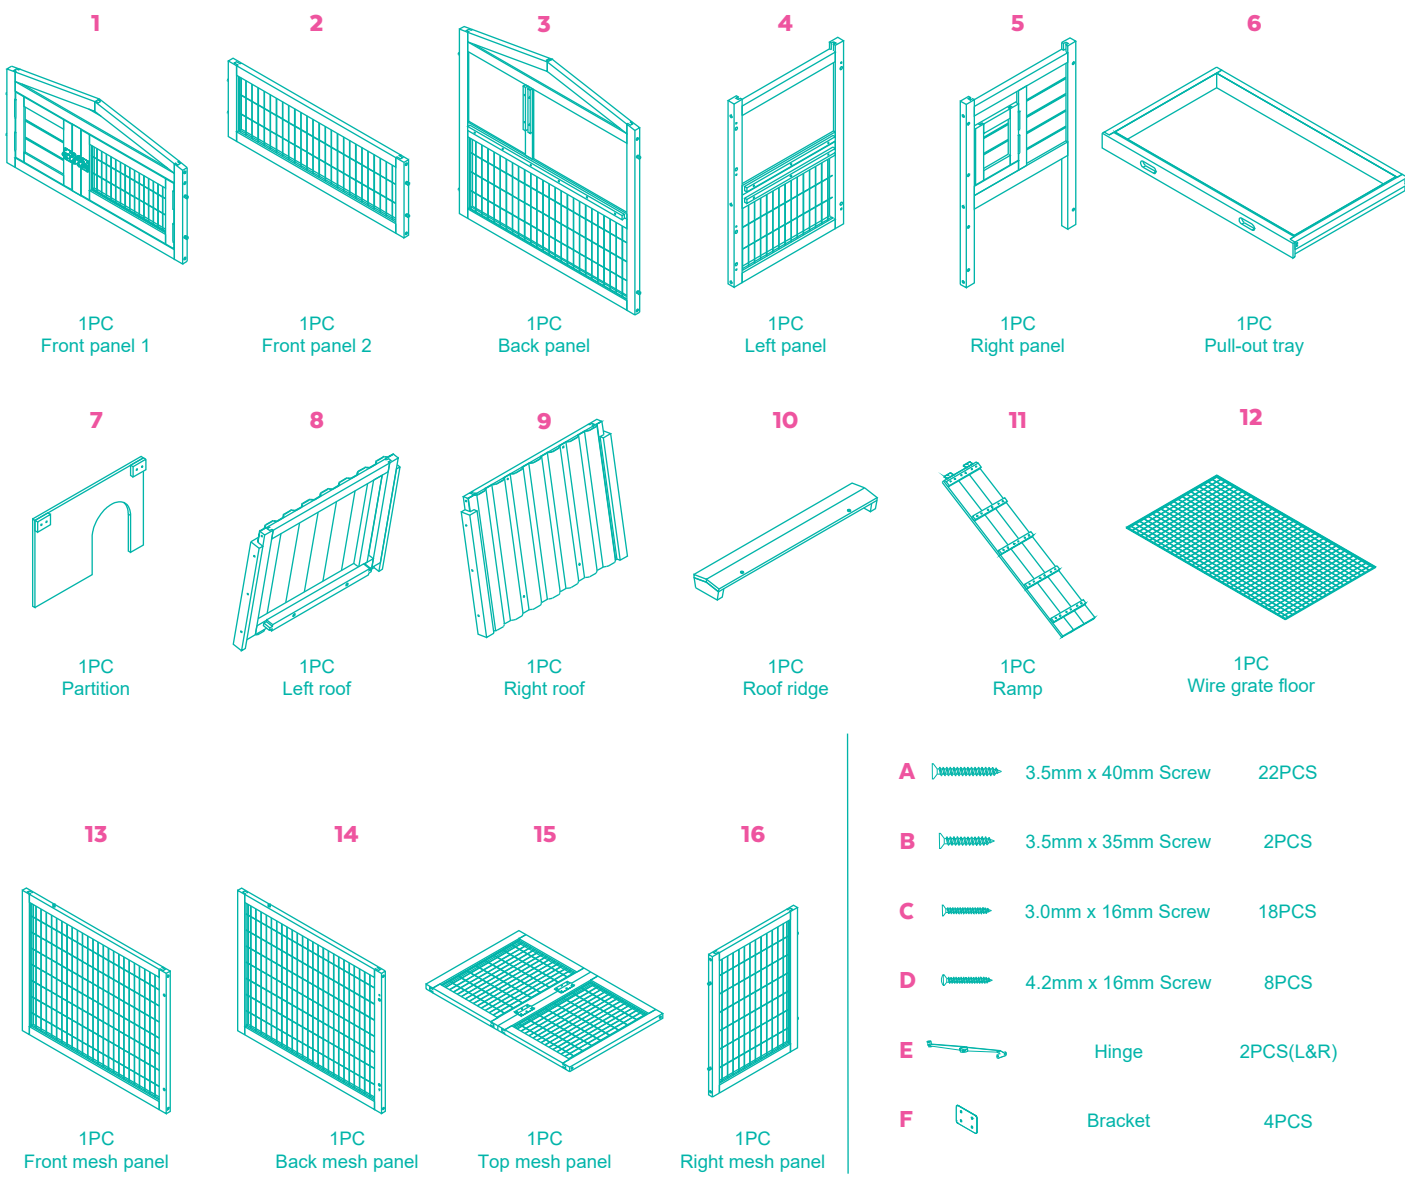 1 2 3 4 5 6
1PC 1PC 1PC 1PC 1PC 1PC
Front panel 1 Front panel 2 Back panel Left panel Right panel Pull-out tray
7 8 9 10 11 12
1PC 1PC 1PC 1PC 1PC 1PC
Partition Left roof Right roof Roof ridge Ramp Wire grate floor
13 14 15 16
1PC 1PC 1PC 1PC
Front mesh panel Back mesh panel Top mesh panel Right mesh panel
A 3.5mm x 40mm Screw 22PCS
B 3.5mm x 35mm Screw 2PCS
C 3.0mm x 16mm Screw 18PCS
D 4.2mm x 16mm Screw 8PCS
E Hinge 2PCS(L&R)
F Bracket 4PCS